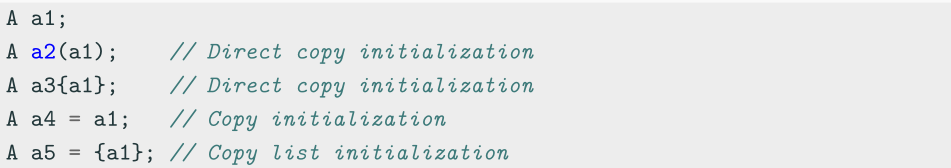 A a1;
A a2(a1);    // Direct copy initialization
A a3{a1};    // Direct copy initialization
A a4 = a1;   // Copy initialization
A a5 = {a1}; // Copy list initialization